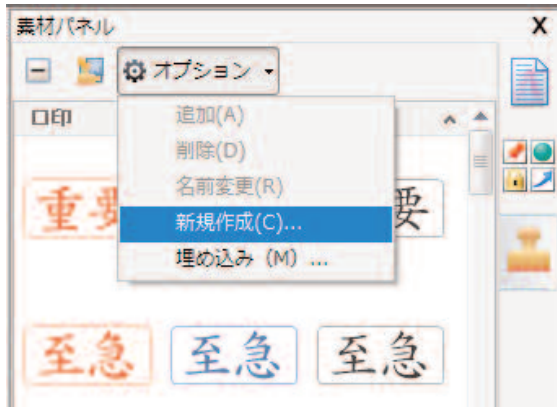 素材パネル X
オプション
口印
追加(A)
削除(D)
名前変更(R)
新規作成(C)...
埋め込み (M) ...
重要 要
至急 至急 至急